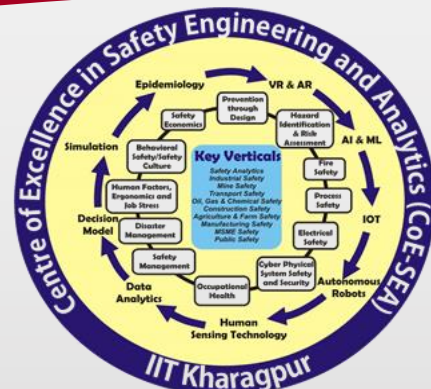 Centre of Excellence in Safety Engineering and Analytics (CoE-SEA)
IIT Kharagpur
Epidemiology
VR & AR
AI & ML
IOT
Autonomous
Robots
Human
Sensing Technology
Data
Analytics
Decision
Model
Simulation
Prevention
through
Design
Hazard
Identification
& Risk
Assessment
Fire
Safety
Process
Safety
Electrical
Safety
Cyber Physical
System Safety
and Security
Occupational
Health
Safety
Management
Disaster
Management
Human Factors,
Ergonomics and
Job Stress
Behavioral
Safety/Safety
Culture
Safety
Economics
Key Verticals
Safety Analytics
Industrial Safety
Mine Safety
Transport Safety
Oil, Gas & Chemical Safety
Construction Safety
Agriculture & Farm Safety
Manufacturing Safety
MSME Safety
Public Safety